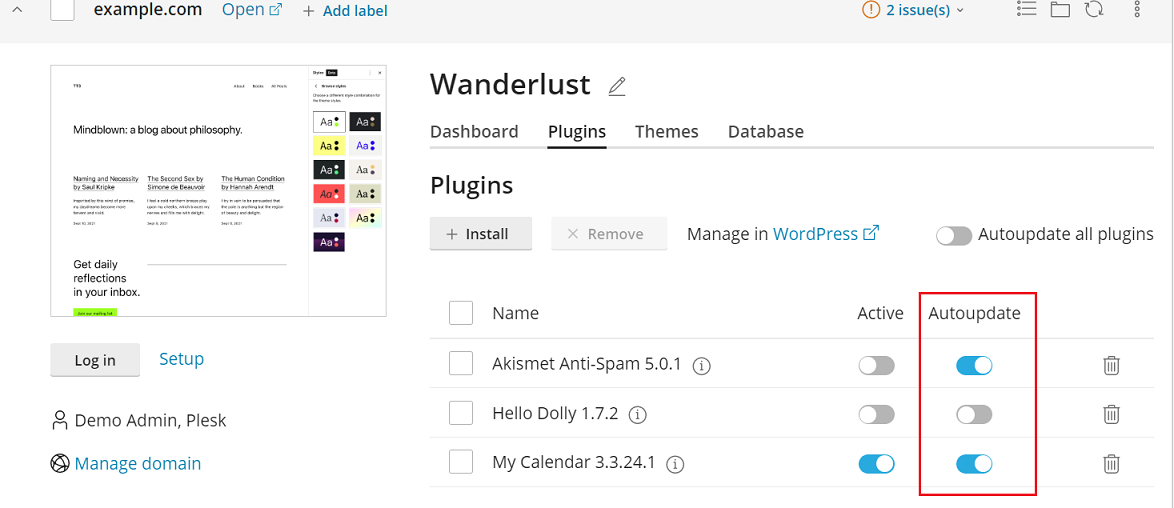 example.com Open + Add label 2 issue(s)
TT3 About Books All Posts
Mindblown: a blog about philosophy.
Naming and Necessity
by Saul Kripke
The Second Sex by
Simone de Beauvoir
The Human Condition
by Hannah Arendt
Get daily
reflections
in your inbox.
Join our mailing list
Styles Beta
Browse styles
Choose a different style combination for
the theme styles
Aa Aa
Aa Aa
Aa Aa
Aa Aa
Aa Aa
Aa
Log in Setup
Demo Admin, Plesk
Manage domain
Wanderlust
Dashboard Plugins Themes Database
Plugins
+ Install × Remove Manage in WordPress Autoupdate all plugins
Name Active Autoupdate
Akismet Anti-Spam 5.0.1
Hello Dolly 1.7.2
My Calendar 3.3.24.1